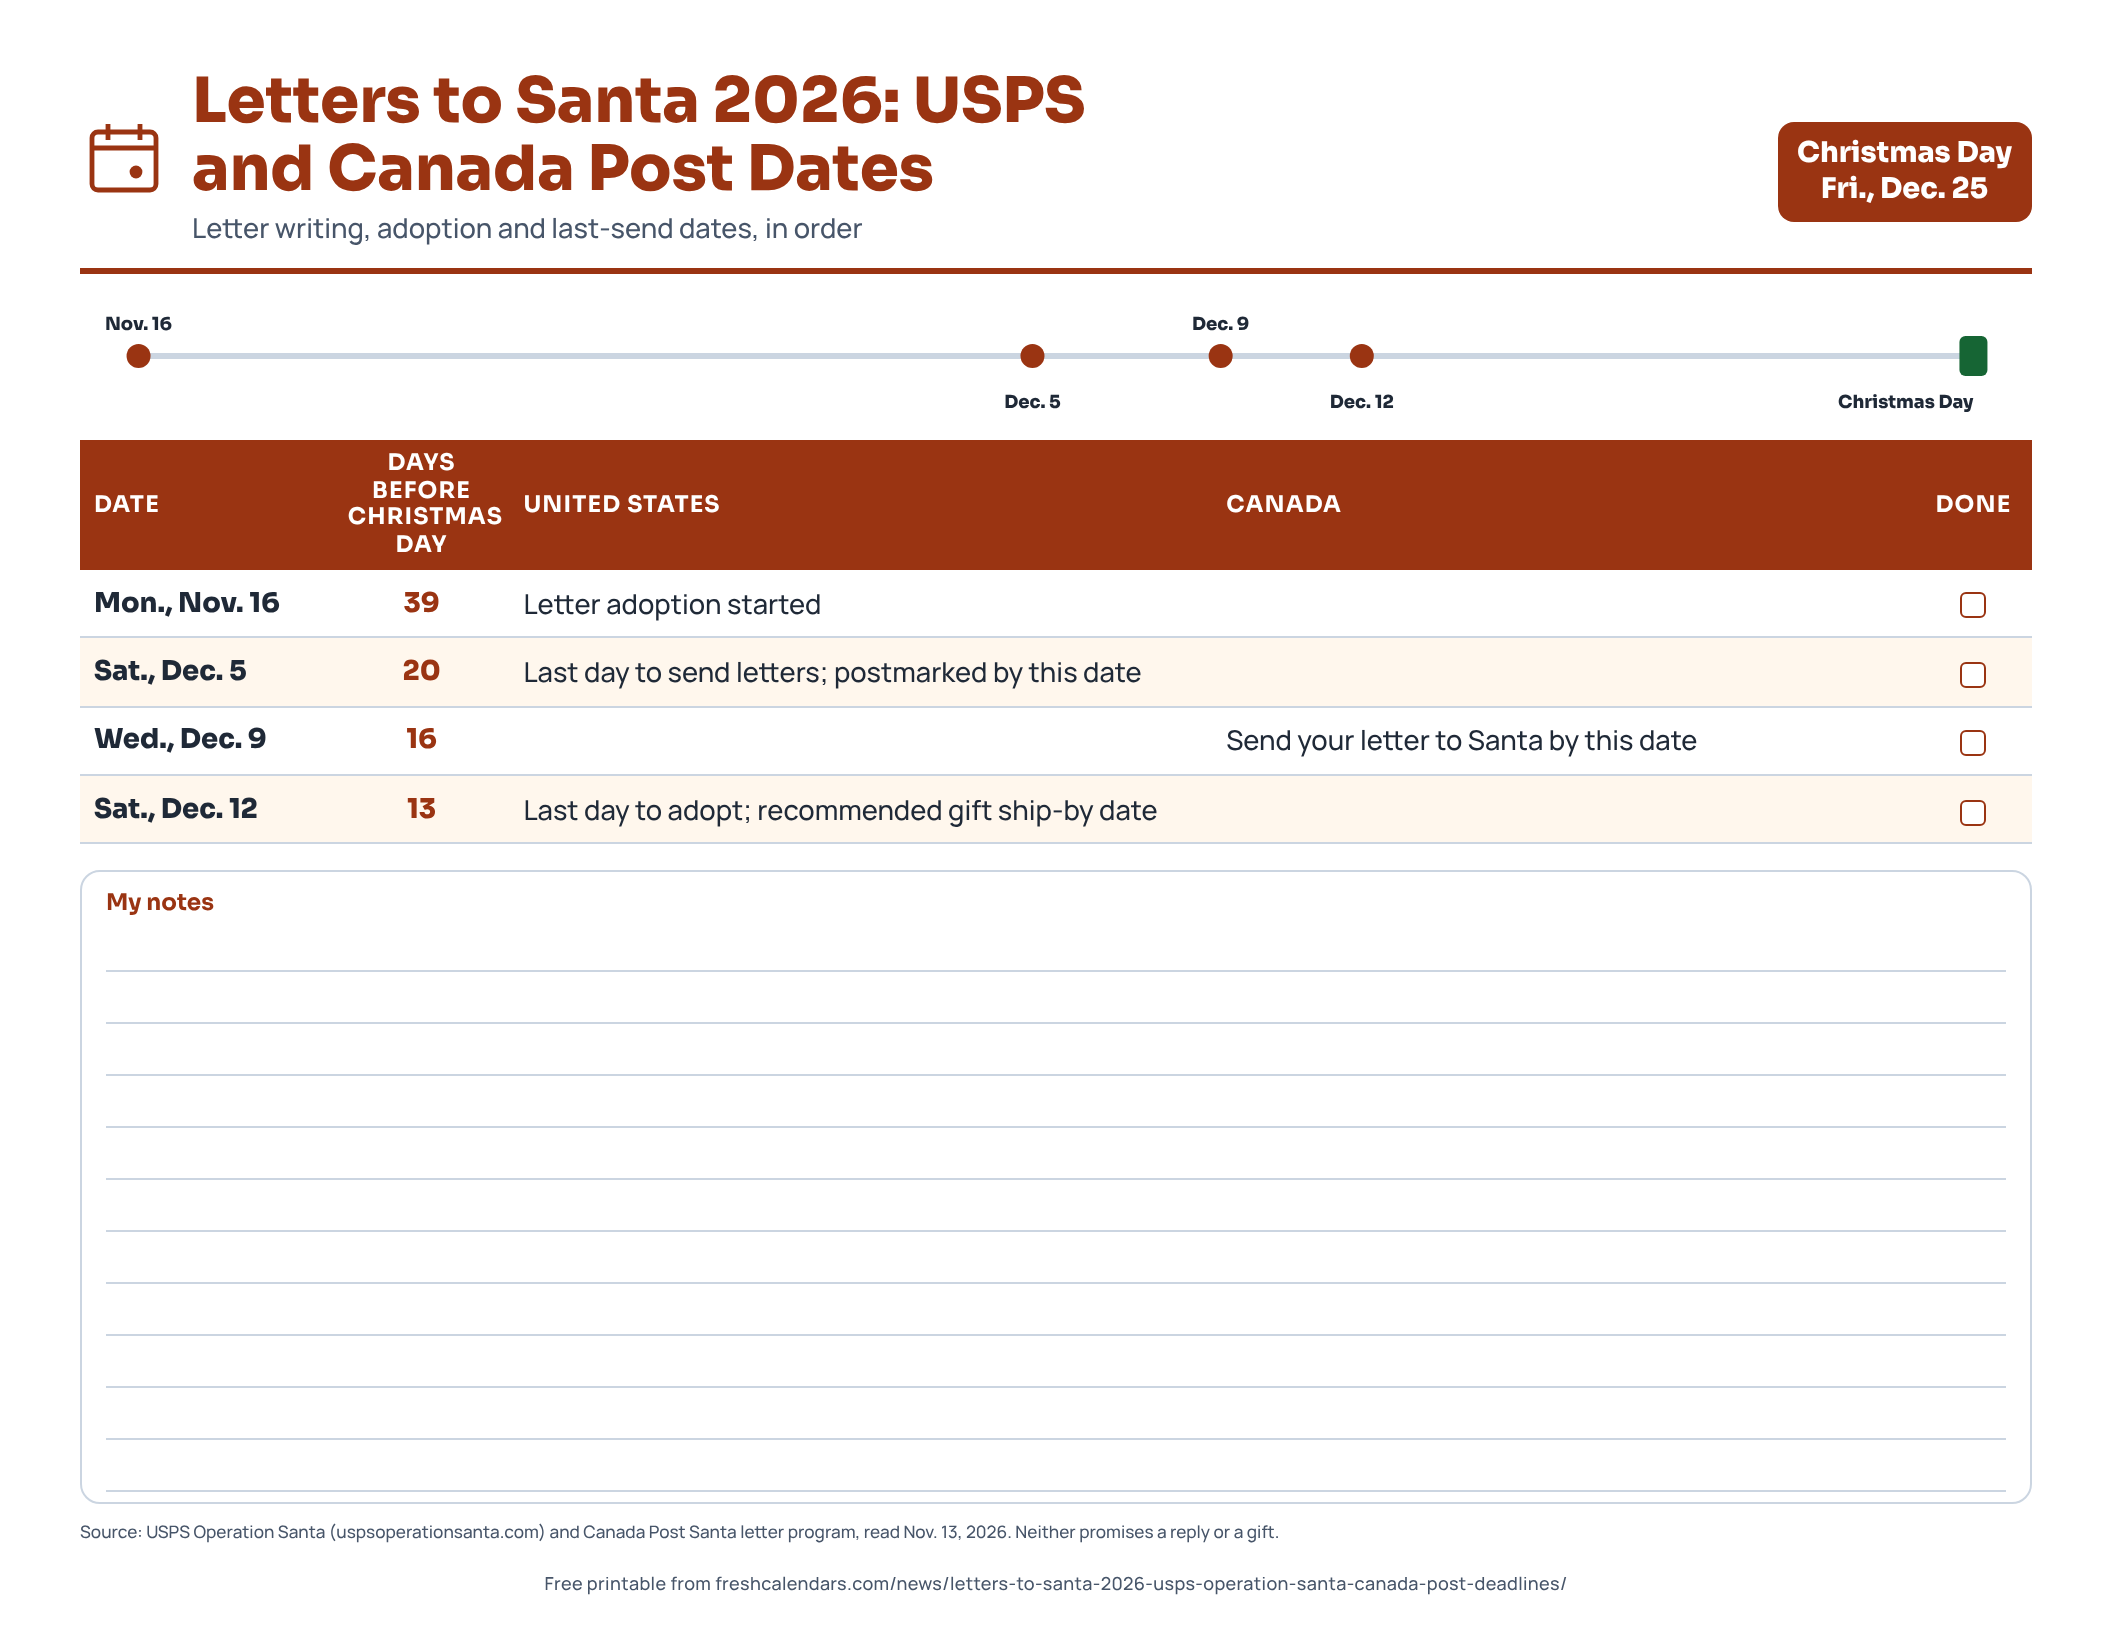 Letters to Santa 2026: USPS
and Canada Post Dates
Letter writing, adoption and last-send dates, in order
Christmas Day
Fri., Dec. 25
Nov. 16
Dec. 9
Dec. 5
Dec. 12
Christmas Day
DATE
DAYS
BEFORE
CHRISTMAS
DAY
UNITED STATES
CANADA
DONE
Mon., Nov. 16 39 Letter adoption started
Sat., Dec. 5 20 Last day to send letters; postmarked by this date
Wed., Dec. 9 16 Send your letter to Santa by this date
Sat., Dec. 12 13 Last day to adopt; recommended gift ship-by date
My notes
Source: USPS Operation Santa (uspsoperationsanta.com) and Canada Post Santa letter program, read Nov. 13, 2026. Neither promises a reply or a gift.
Free printable from freshcalendars.com/news/letters-to-santa-2026-usps-operation-santa-canada-post-deadlines/